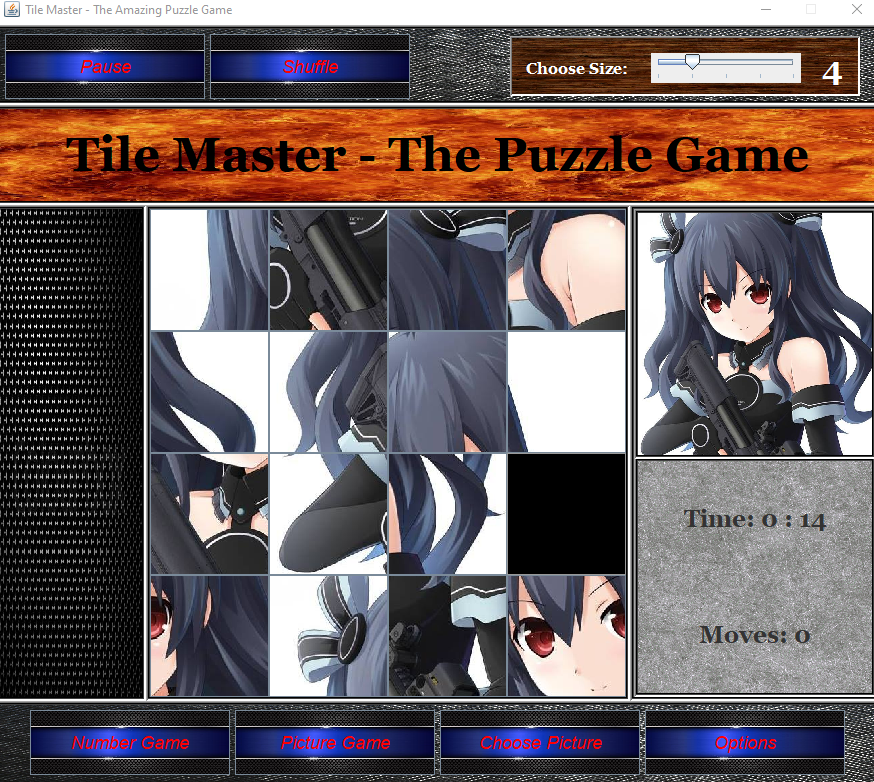 Tile Master - The Amazing Puzzle Game
Pause
Shuffle
Choose Size:
4
Tile Master - The Puzzle Game
Time: 0 : 14
Moves: 0
Number Game
Picture Game
Choose Picture
Options